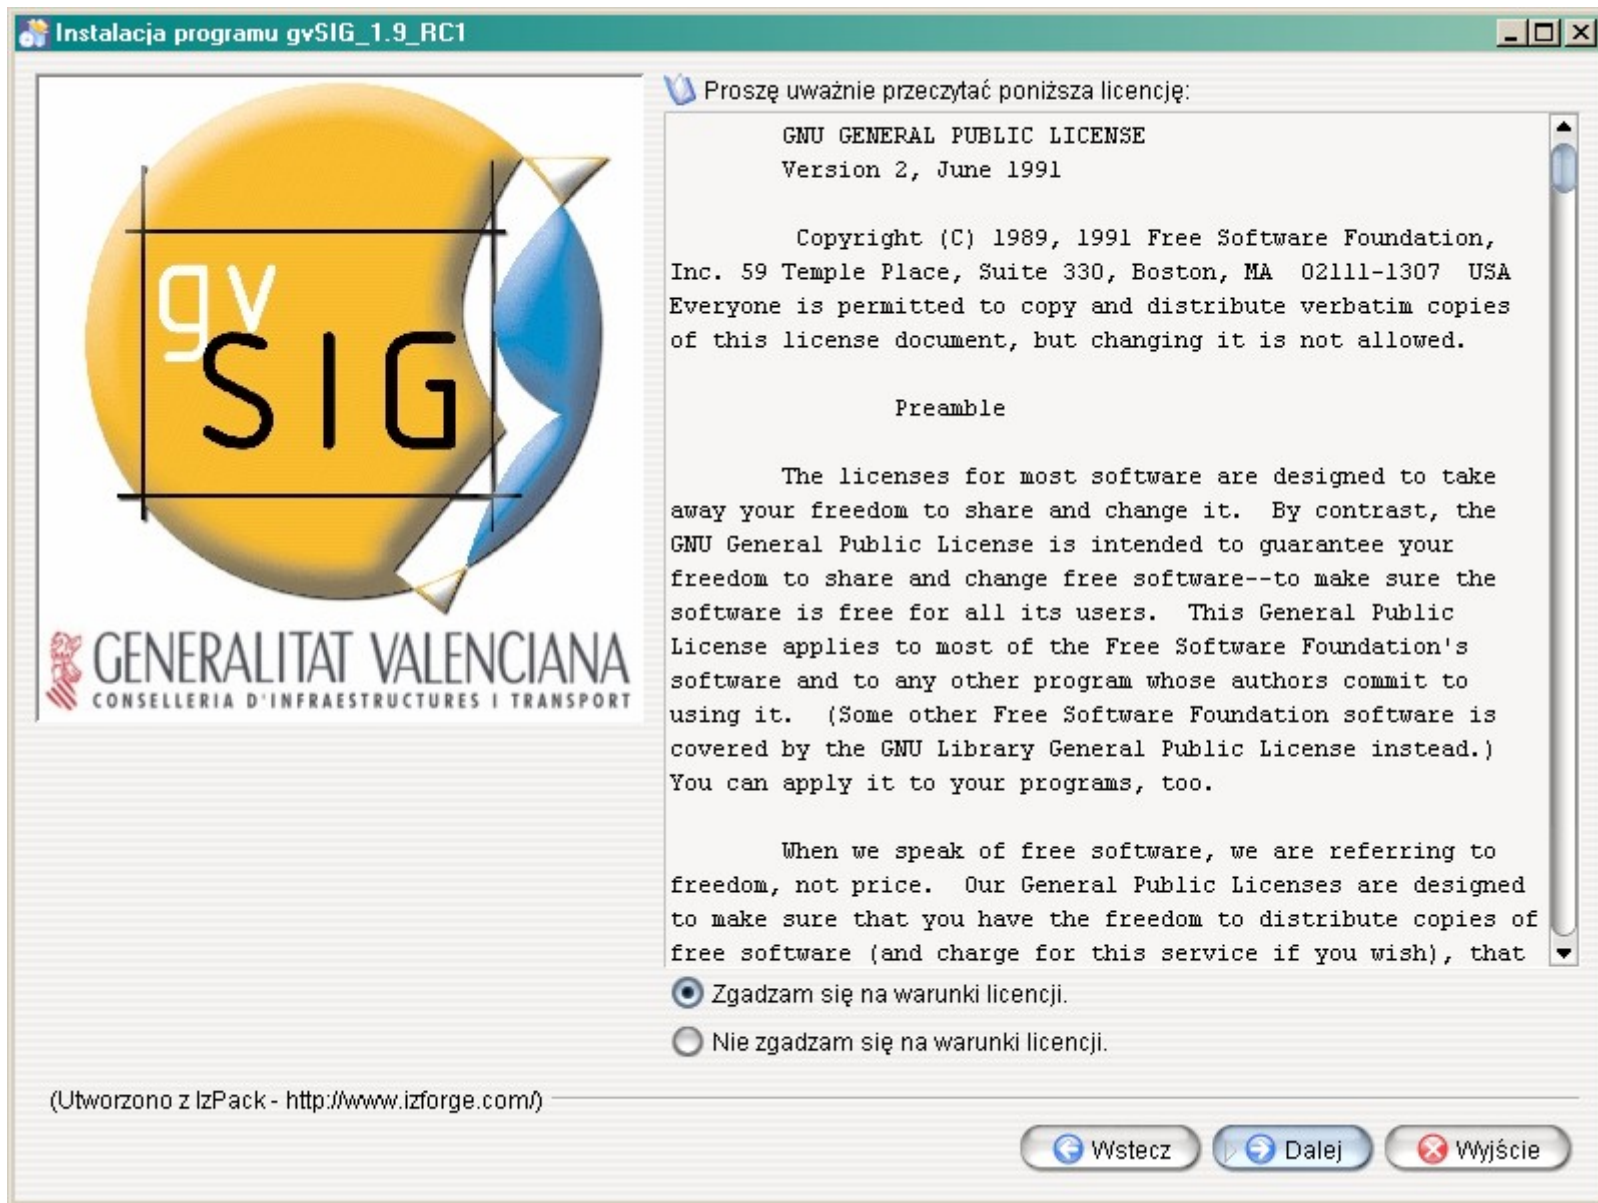 Instalacja programu gvSIG_1.9_RC1
gv
SIG
GENERALITAT VALENCIANA
CONSELLERIA D'INFRAESTRUCTURES I TRANSPORT
Proszę uważnie przeczytać poniższa licencję:
GNU GENERAL PUBLIC LICENSE
Version 2, June 1991
Copyright (C) 1989, 1991 Free Software Foundation,
Inc. 59 Temple Place, Suite 330, Boston, MA  02111-1307  USA
Everyone is permitted to copy and distribute verbatim copies
of this license document, but changing it is not allowed.
Preamble
The licenses for most software are designed to take
away your freedom to share and change it.  By contrast, the
GNU General Public License is intended to guarantee your
freedom to share and change free software--to make sure the
software is free for all its users.  This General Public
License applies to most of the Free Software Foundation's
software and to any other program whose authors commit to
using it.  (Some other Free Software Foundation software is
covered by the GNU Library General Public License instead.)
You can apply it to your programs, too.
When we speak of free software, we are referring to
freedom, not price.  Our General Public Licenses are designed
to make sure that you have the freedom to distribute copies of
free software (and charge for this service if you wish), that
Zgadzam się na warunki licencji.
Nie zgadzam się na warunki licencji.
(Utworzono z IzPack - http://www.izforge.com/)
Wstecz
Dalej
Wyjście